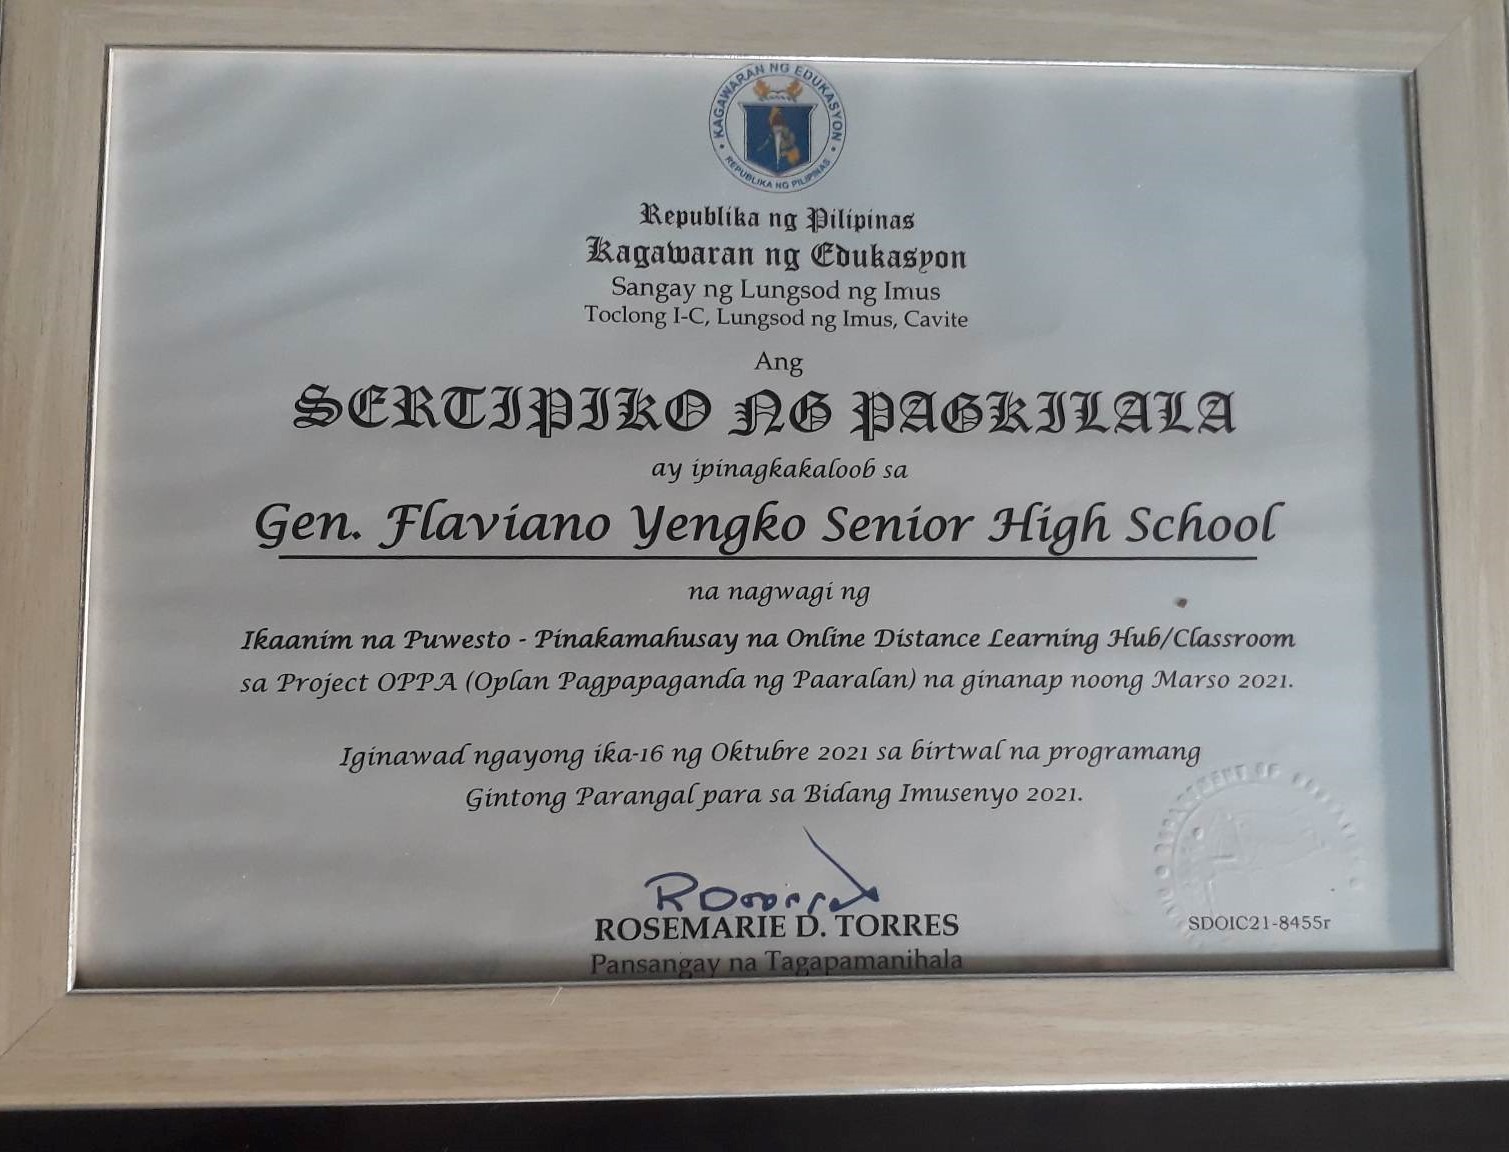 KAGAWARAN NG EDUKASYON
REPUBLIKA NG PILIPINAS
Republika ng Pilipinas
Kagawaran ng Edukasyon
Sangay ng Lungsod ng Imus
Toclong I-C, Lungsod ng Imus, Cavite
Ang
SERTIPIKO NG PAGKILALA
ay ipinagkakaloob sa
Gen. Flaviano Yengko Senior High School
na nagwagi ng
Ikaanim na Puwesto - Pinakamahusay na Online Distance Learning Hub/Classroom
sa Project OPPA (Oplan Pagpapaganda ng Paaralan) na ginanap noong Marso 2021.
Iginawad ngayong ika-16 ng Oktubre 2021 sa birtwal na programang
Gintong Parangal para sa Bidang Imusenyo 2021.
ROSEMARIE D. TORRES
Pansangay na Tagapamanihala
DEPARTMENT OF
SDOIC21-8455r